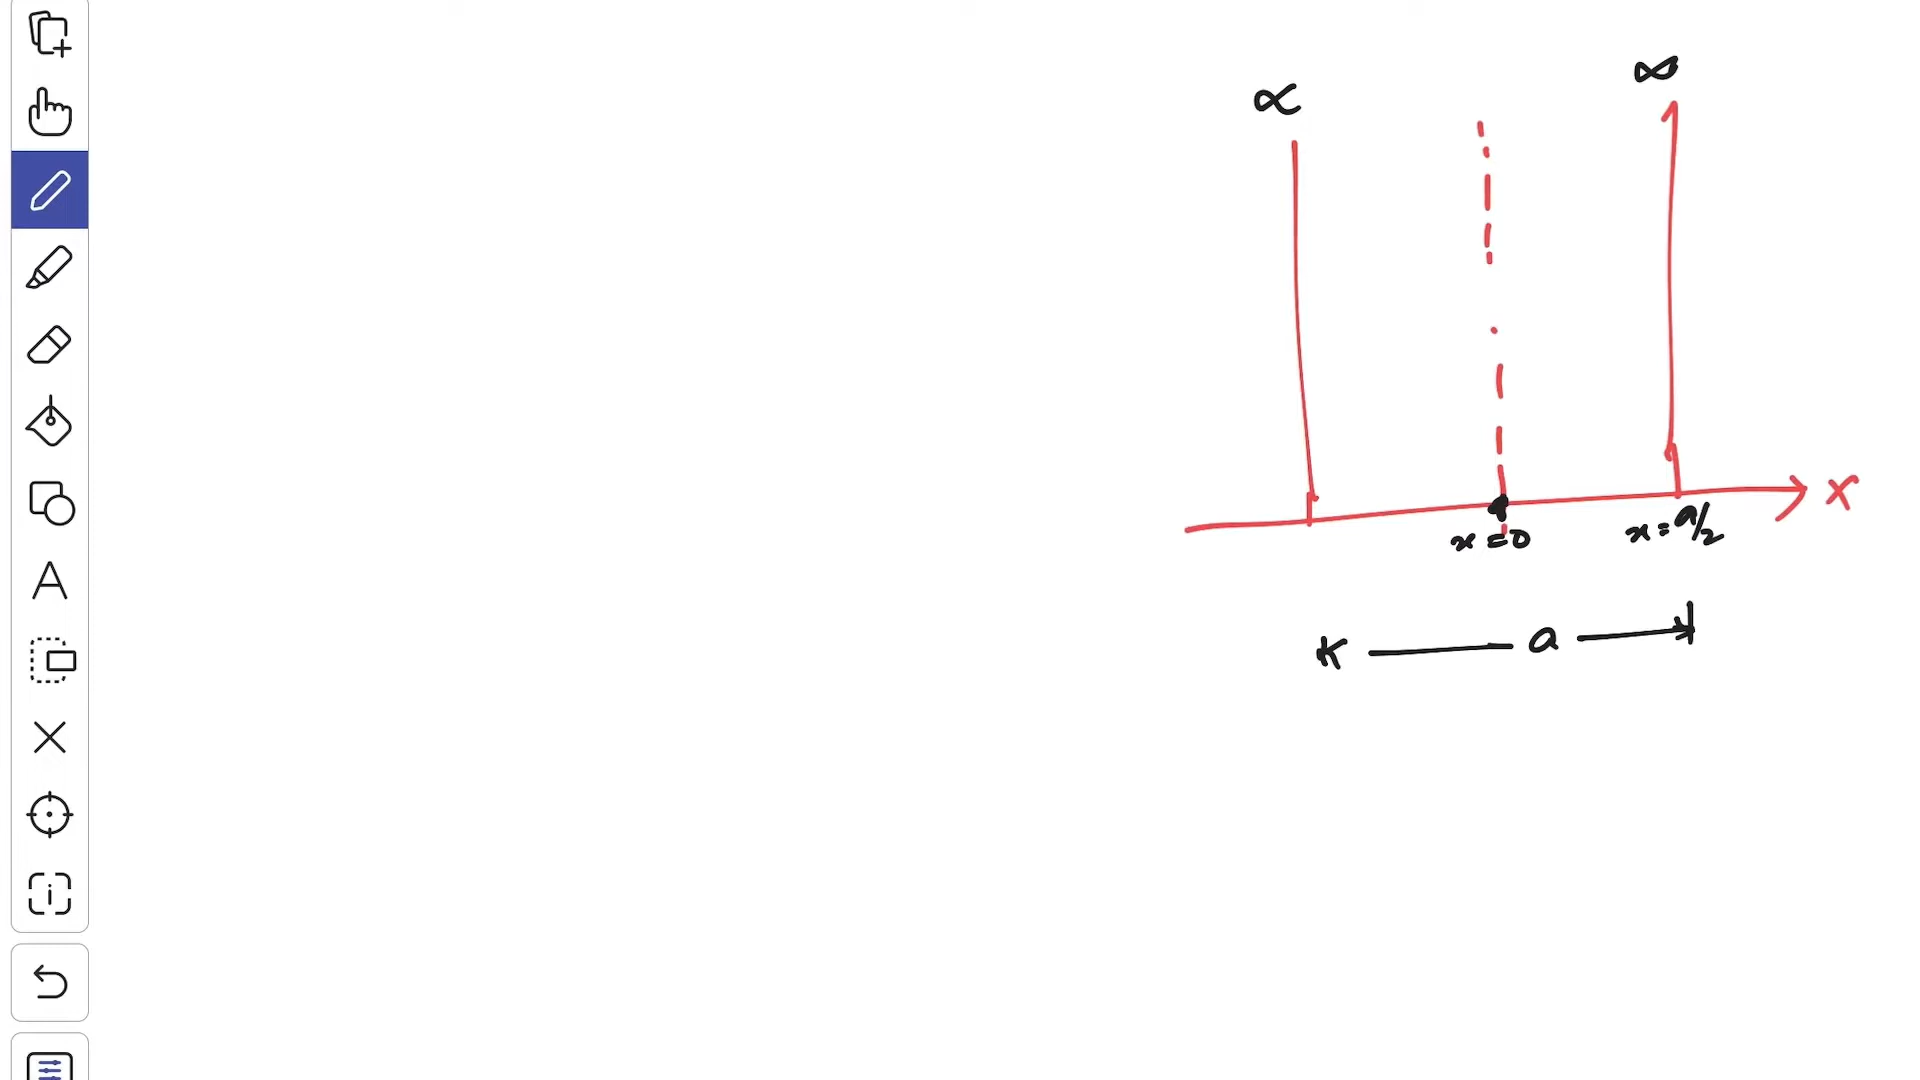 ∞
∞
x
x=0
x=a/2
a